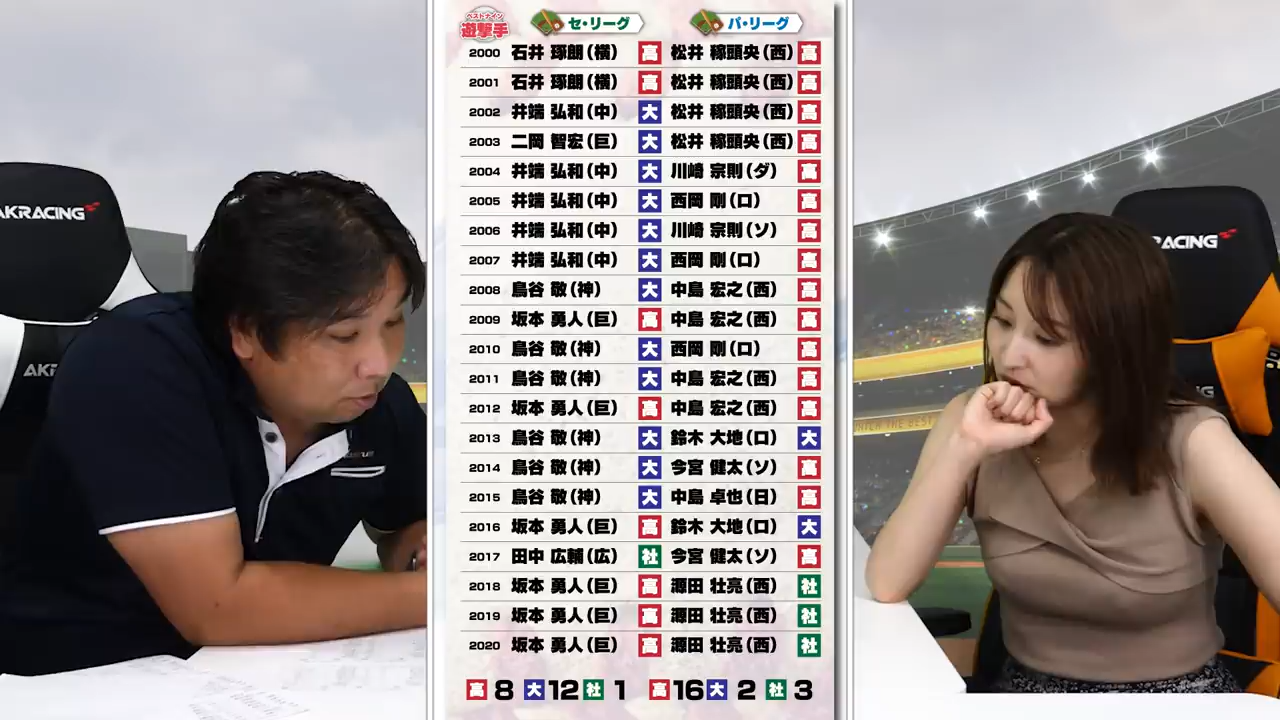 ベストナイン
遊撃手 セ・リーグ パ・リーグ
2000 石井 琢朗(横) 高 松井 稼頭央(西) 高
2001 石井 琢朗(横) 高 松井 稼頭央(西) 高
2002 井端 弘和(中) 大 松井 稼頭央(西) 高
2003 二岡 智宏(巨) 大 松井 稼頭央(西) 高
2004 井端 弘和(中) 大 川崎 宗則(ダ) 高
2005 井端 弘和(中) 大 西岡 剛(ロ) 高
2006 井端 弘和(中) 大 川崎 宗則(ソ) 高
2007 井端 弘和(中) 大 西岡 剛(ロ) 高
2008 鳥谷 敬(神) 大 中島 宏之(西) 高
2009 坂本 勇人(巨) 高 中島 宏之(西) 高
2010 鳥谷 敬(神) 大 西岡 剛(ロ) 高
2011 鳥谷 敬(神) 大 中島 宏之(西) 高
2012 坂本 勇人(巨) 高 中島 宏之(西) 高
2013 鳥谷 敬(神) 大 鈴木 大地(ロ) 大
2014 鳥谷 敬(神) 大 今宮 健太(ソ) 高
2015 鳥谷 敬(神) 大 中島 卓也(日) 高
2016 坂本 勇人(巨) 高 鈴木 大地(ロ) 大
2017 田中 広輔(広) 社 今宮 健太(ソ) 高
2018 坂本 勇人(巨) 高 源田 壮亮(西) 社
2019 坂本 勇人(巨) 高 源田 壮亮(西) 社
2020 坂本 勇人(巨) 高 源田 壮亮(西) 社
高 8 大 12 社 1 高 16 大 2 社 3
AKRACING
RACING
THE BEST